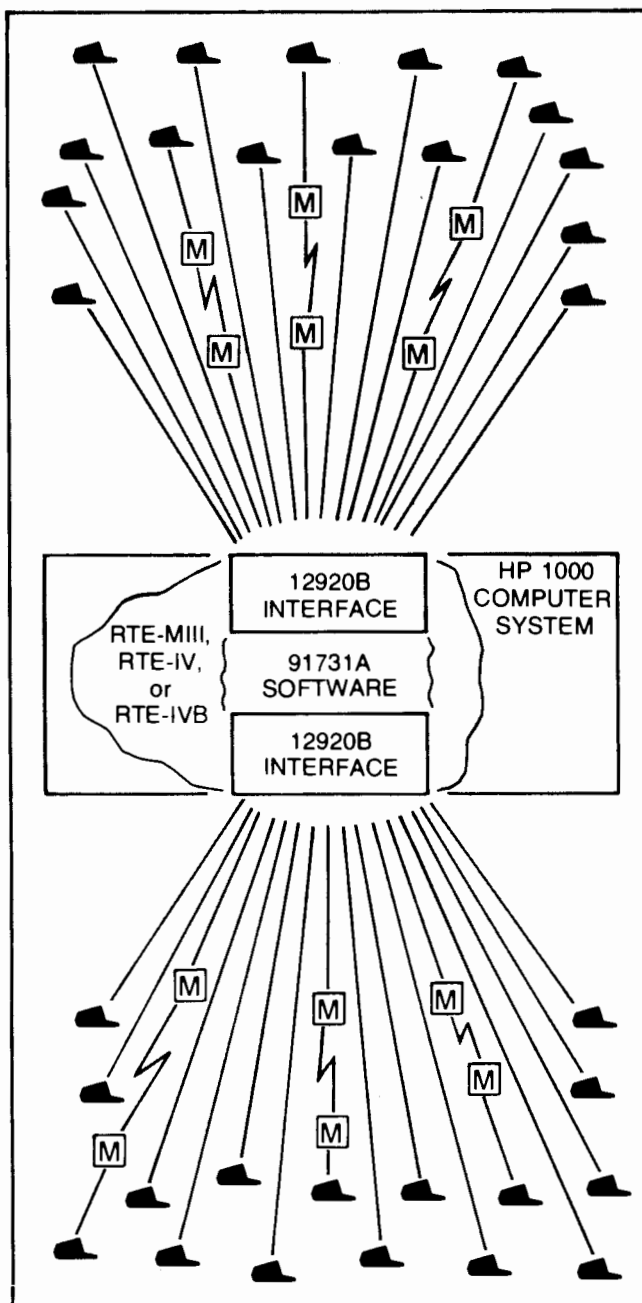 M
M
M
M
M
M
12920B
INTERFACE
HP 1000
COMPUTER
SYSTEM
RTE-MIII,
RTE-IV,
or
RTE-IVB
91731A
SOFTWARE
12920B
INTERFACE
M
M
M
M
M
M